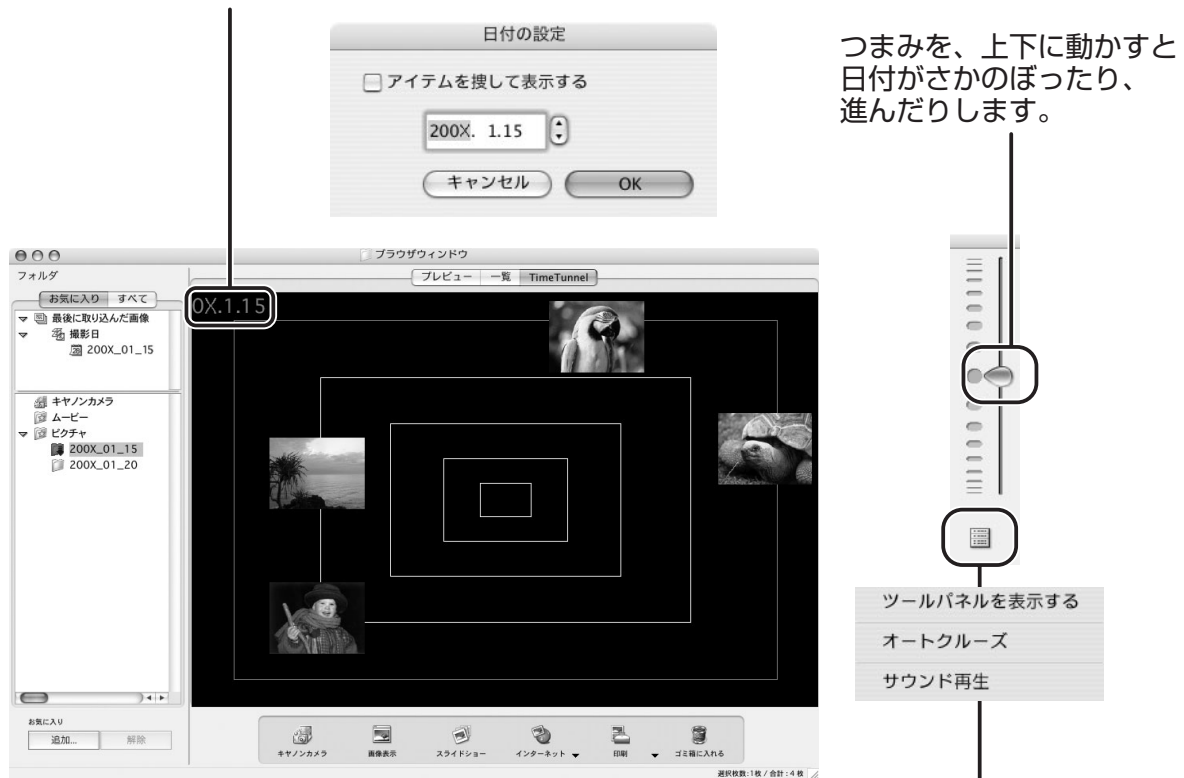 日付の設定
アイテムを捜して表示する
200X. 1.15
キャンセル
OK
つまみを、上下に動かすと
日付がさかのぼったり、
進んだりします。
ブラウザウィンドウ
フォルダ
プレビュー 一覧 TimeTunnel
お気に入り すべて
0X.1.15
最後に取り込んだ画像
撮影日
200X_01_15
キヤノンカメラ
ムービー
ピクチャ
200X_01_15
200X_01_20
お気に入り
追加... 解除
キヤノンカメラ 画像表示 スライドショー インターネット 印刷 ゴミ箱に入れる
選択枚数:1枚 / 合計:4枚
ツールパネルを表示する
オートクルーズ
サウンド再生